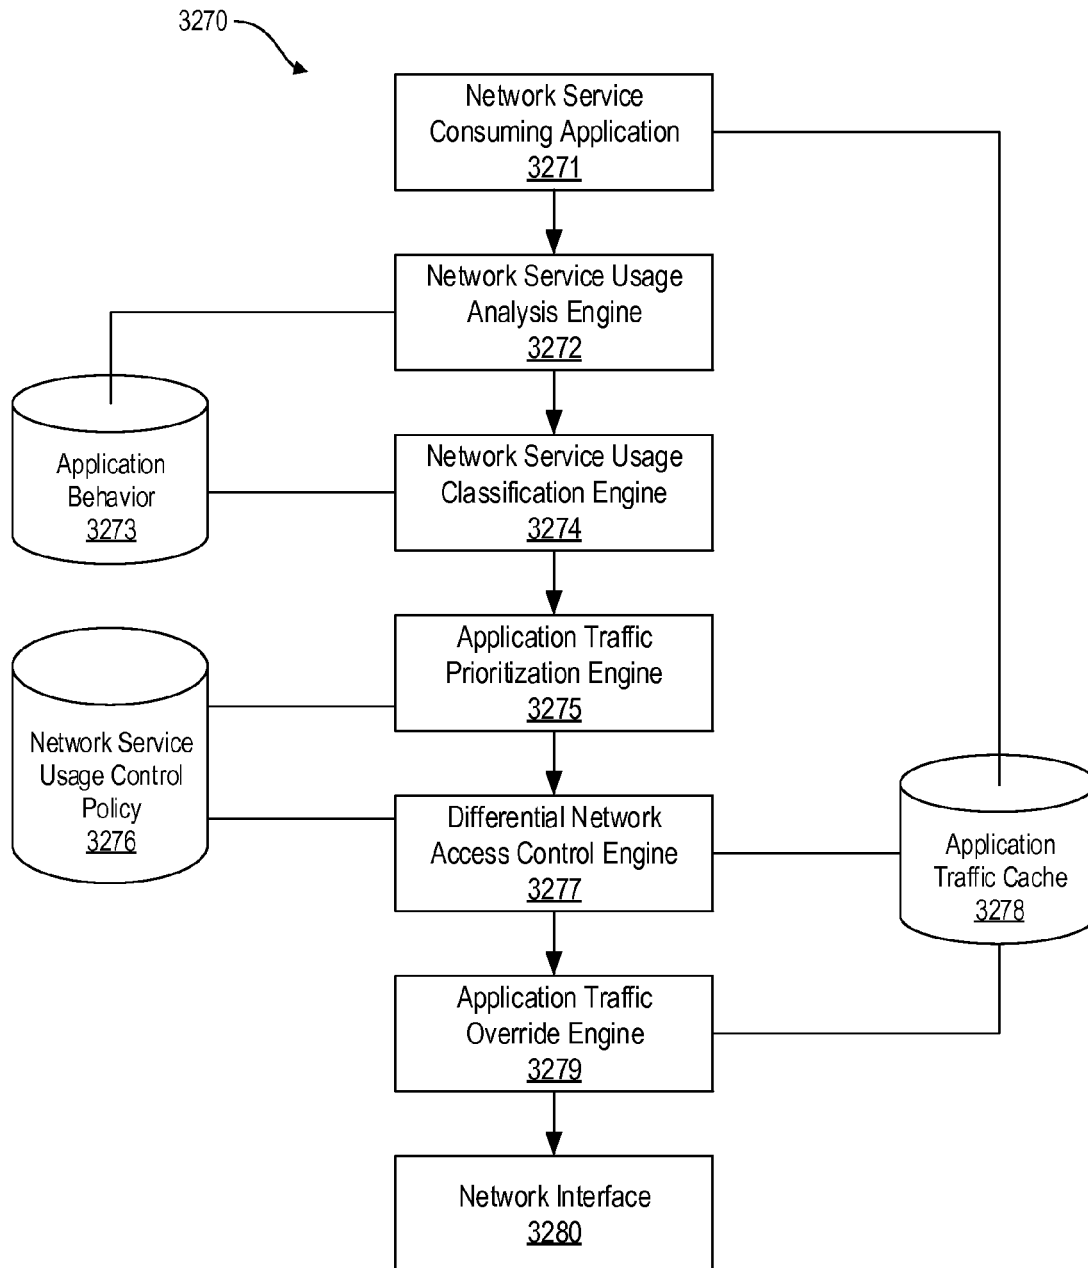 3270
Network Service
Consuming Application
3271
Network Service Usage
Analysis Engine
3272
Application
Behavior
3273
Network Service Usage
Classification Engine
3274
Application Traffic
Prioritization Engine
3275
Network Service
Usage Control
Policy
3276
Differential Network
Access Control Engine
3277
Application
Traffic Cache
3278
Application Traffic
Override Engine
3279
Network Interface
3280